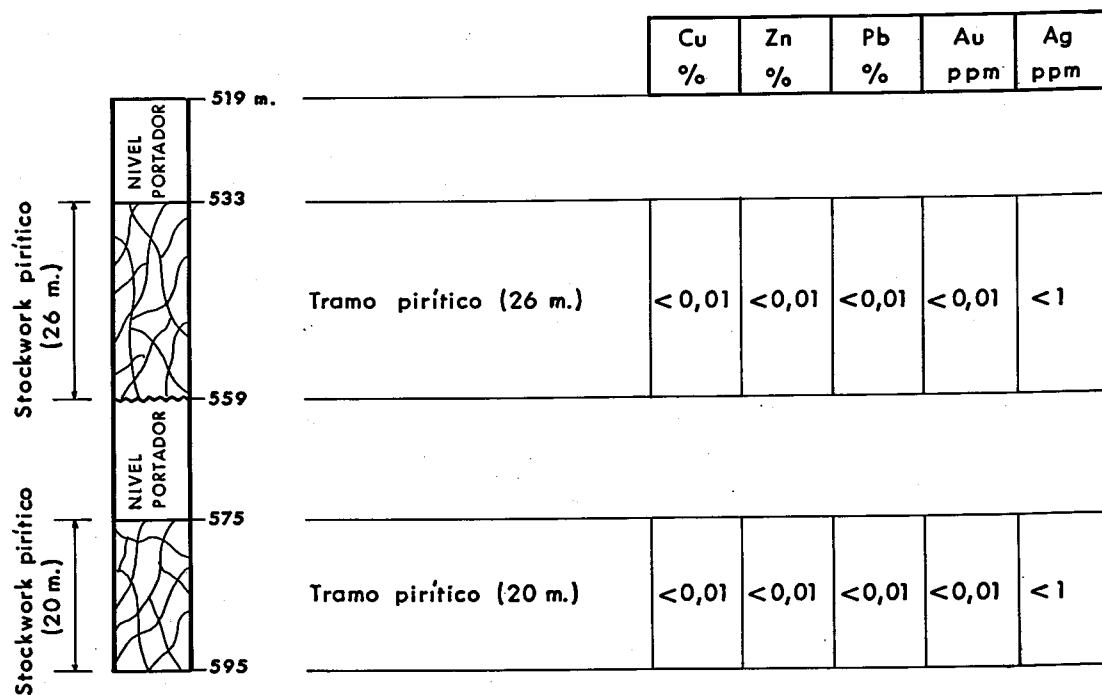 Cu Zn Pb Au Ag
% % % ppm ppm
519 m.
NIVEL
PORTADOR
533
Stockwork pirítico
(26 m.)
Tramo pirítico (26 m.) <0,01 <0,01 <0,01 <0,01 <1
559
NIVEL
PORTADOR
575
Stockwork pirítico
(20 m.)
Tramo pirítico (20 m.) <0,01 <0,01 <0,01 <0,01 <1
595